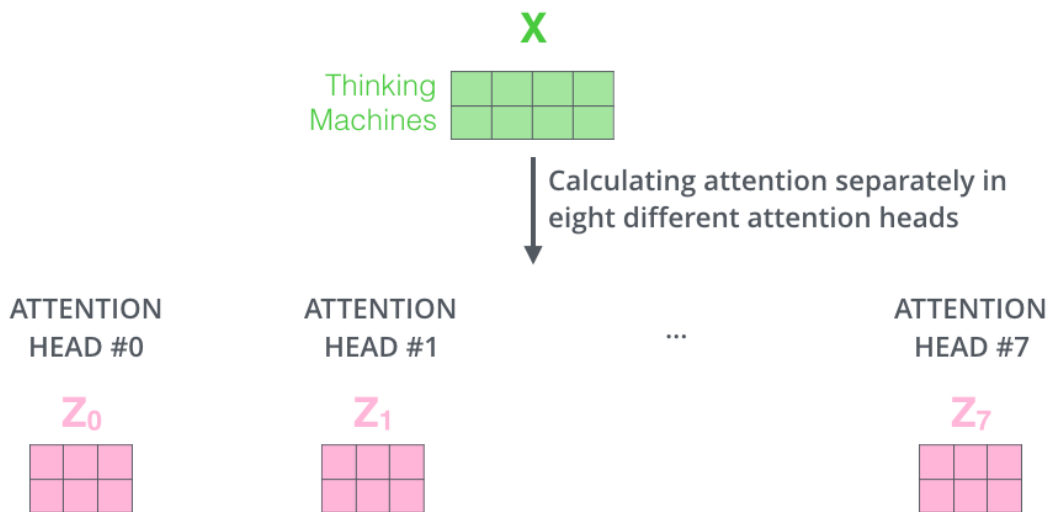 X
Thinking
Machines
Calculating attention separately in
eight different attention heads
ATTENTION
HEAD #0
ATTENTION
HEAD #1
...
ATTENTION
HEAD #7
Z₀
Z₁
Z₇